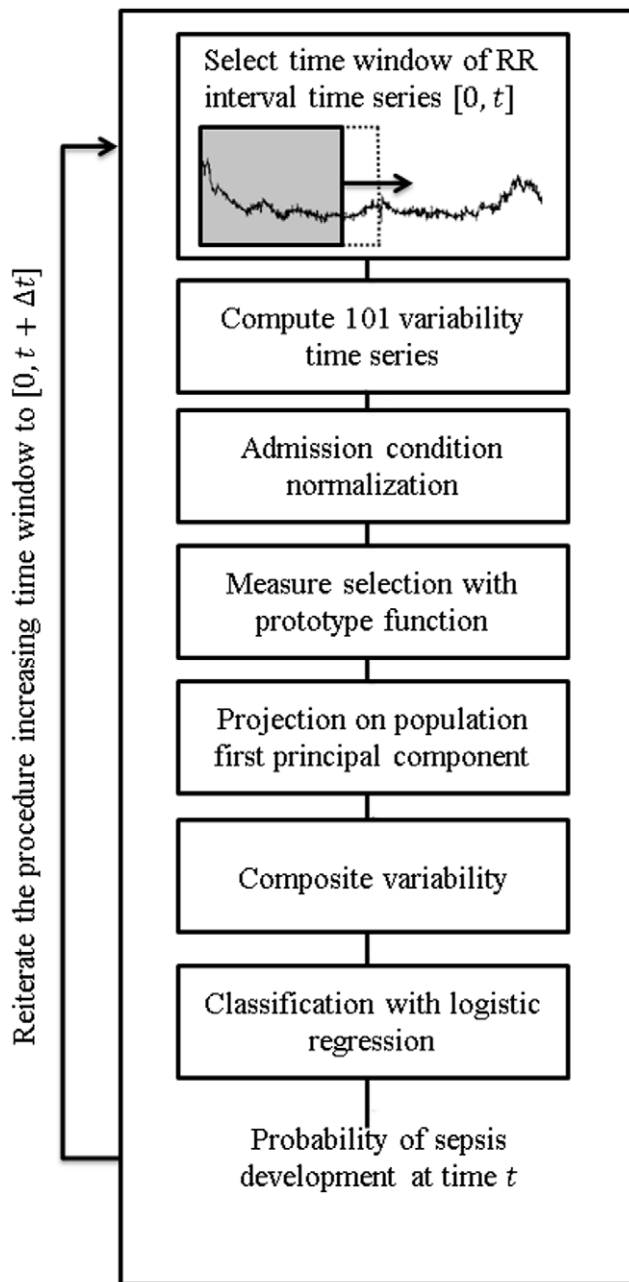 Select time window of RR
interval time series [0, t]
Compute 101 variability
time series
Admission condition
normalization
Measure selection with
prototype function
Projection on population
first principal component
Composite variability
Classification with logistic
regression
Probability of sepsis
development at time t
Reiterate the procedure increasing time window to [0, t + Δt]